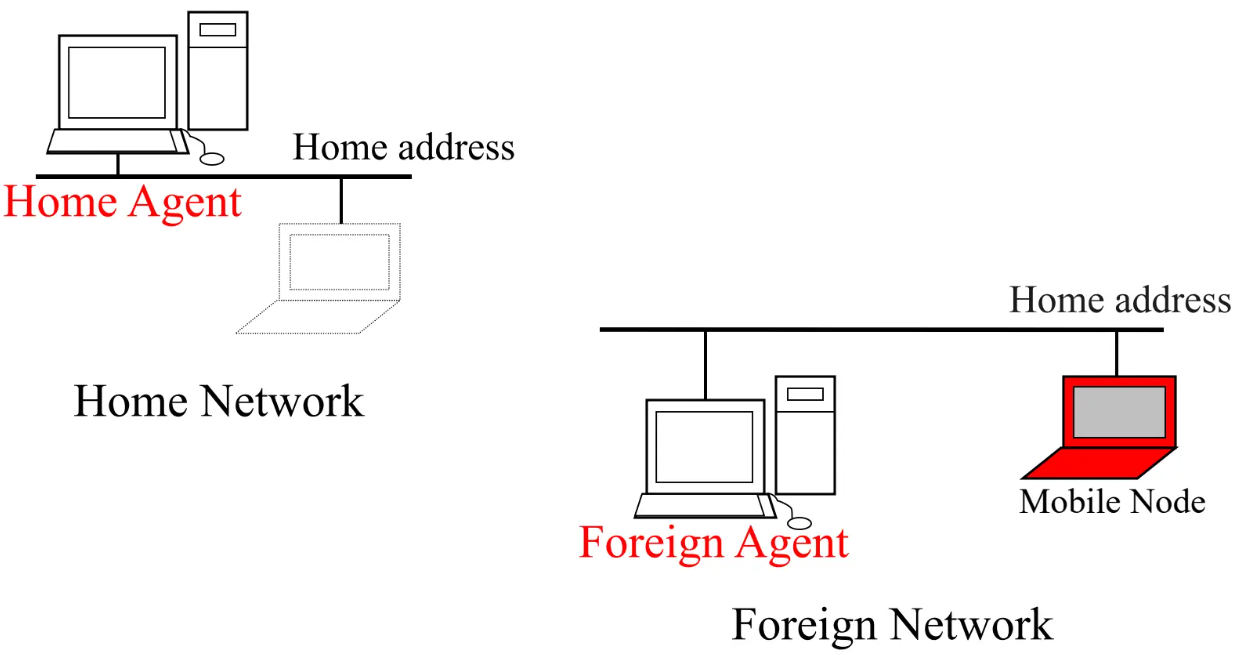 Home address
Home Agent
Home Network
Home address
Mobile Node
Foreign Agent
Foreign Network